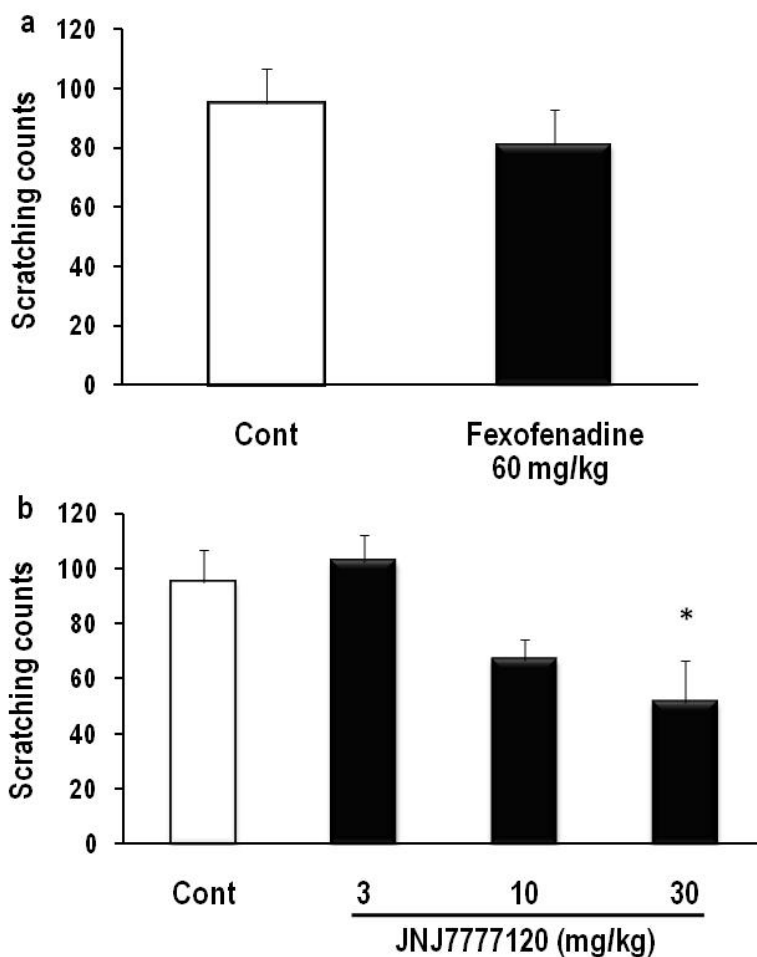 a
Scratching counts
120
100
80
60
40
20
0
Cont
Fexofenadine
60 mg/kg
b
Scratching counts
120
100
80
60
40
20
0
*
Cont 3 10 30
JNJ7777120 (mg/kg)